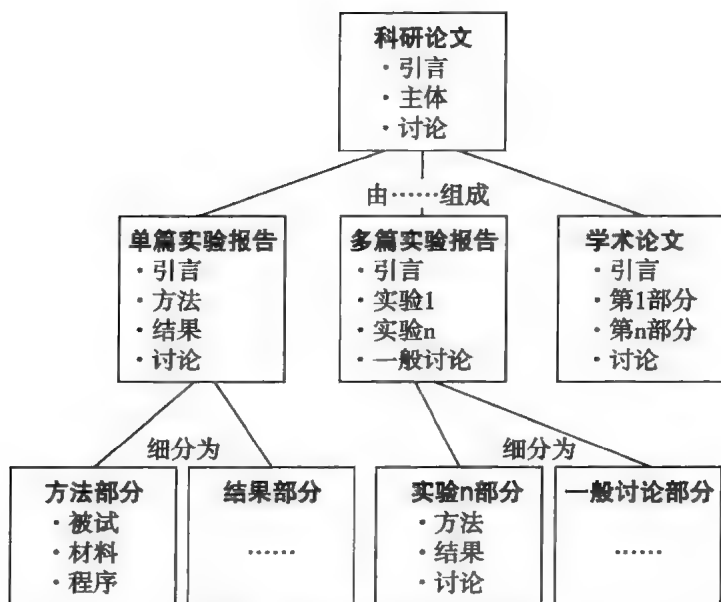 科研论文
·引言
·主体
·讨论
由……组成
单篇实验报告
·引言
·方法
·结果
·讨论
多篇实验报告
·引言
·实验1
·实验n
·一般讨论
学术论文
·引言
·第1部分
·第n部分
·讨论
细分为
细分为
方法部分
·被试
·材料
·程序
结果部分
……
实验n部分
·方法
·结果
·讨论
一般讨论部分
……